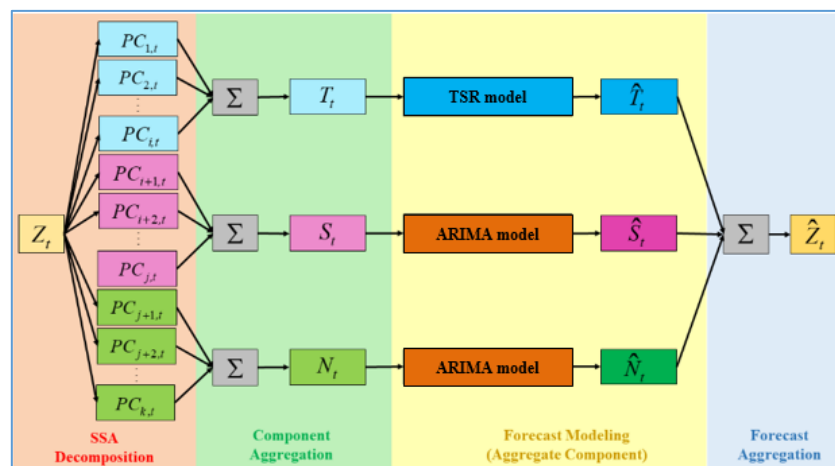 PC1,t
PC2,t
⋮
PCi,t
PCi+1,t
PCi+2,t
⋮
PCj,t
PCj+1,t
PCj+2,t
⋮
PCk,t
Zt
Σ
Tt
TSR model
T̂t
Σ
St
ARIMA model
Ŝt
Σ
Ẑt
Σ
Nt
ARIMA model
N̂t
SSA
Decomposition
Component
Aggregation
Forecast Modeling
(Aggregate Component)
Forecast
Aggregation